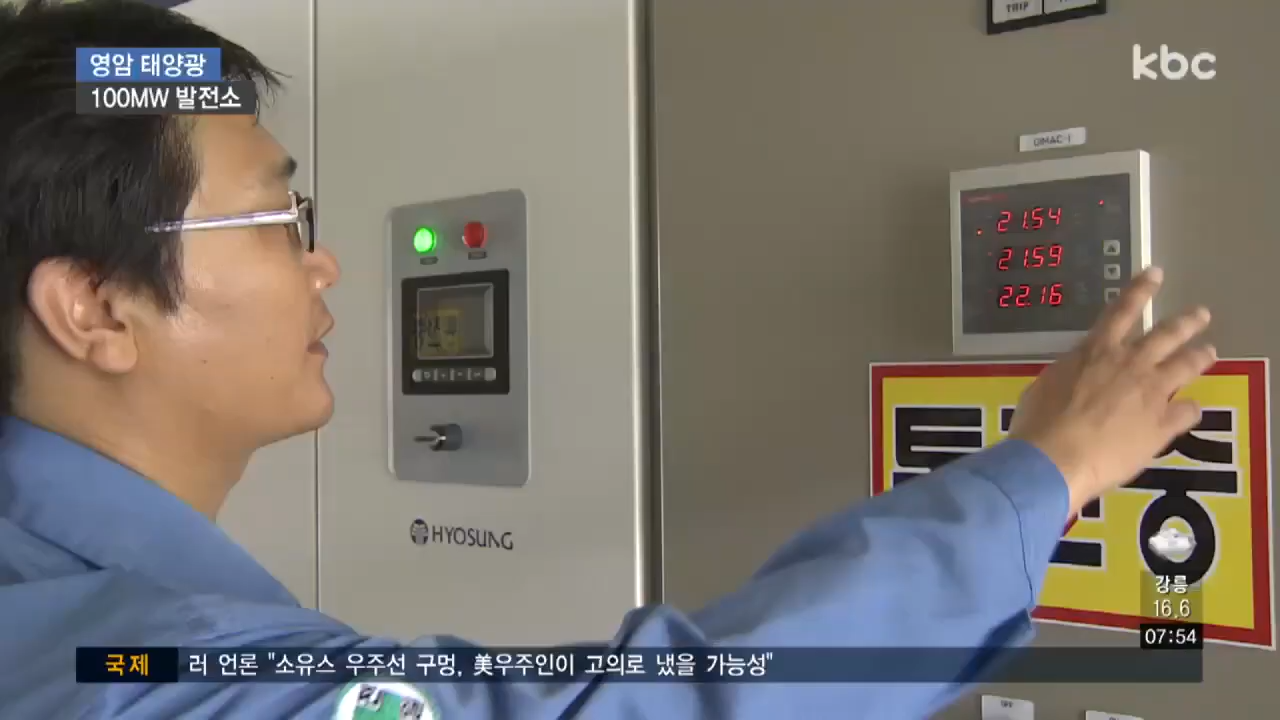 영암 태양광
100MW 발전소
kbc
TRIP
GIMAC-I
21.54
21.59
22.16
HYOSUNG
중
강릉
16.6
07:54
국제 러 언론 "소유스 우주선 구멍, 美우주인이 고의로 냈을 가능성"